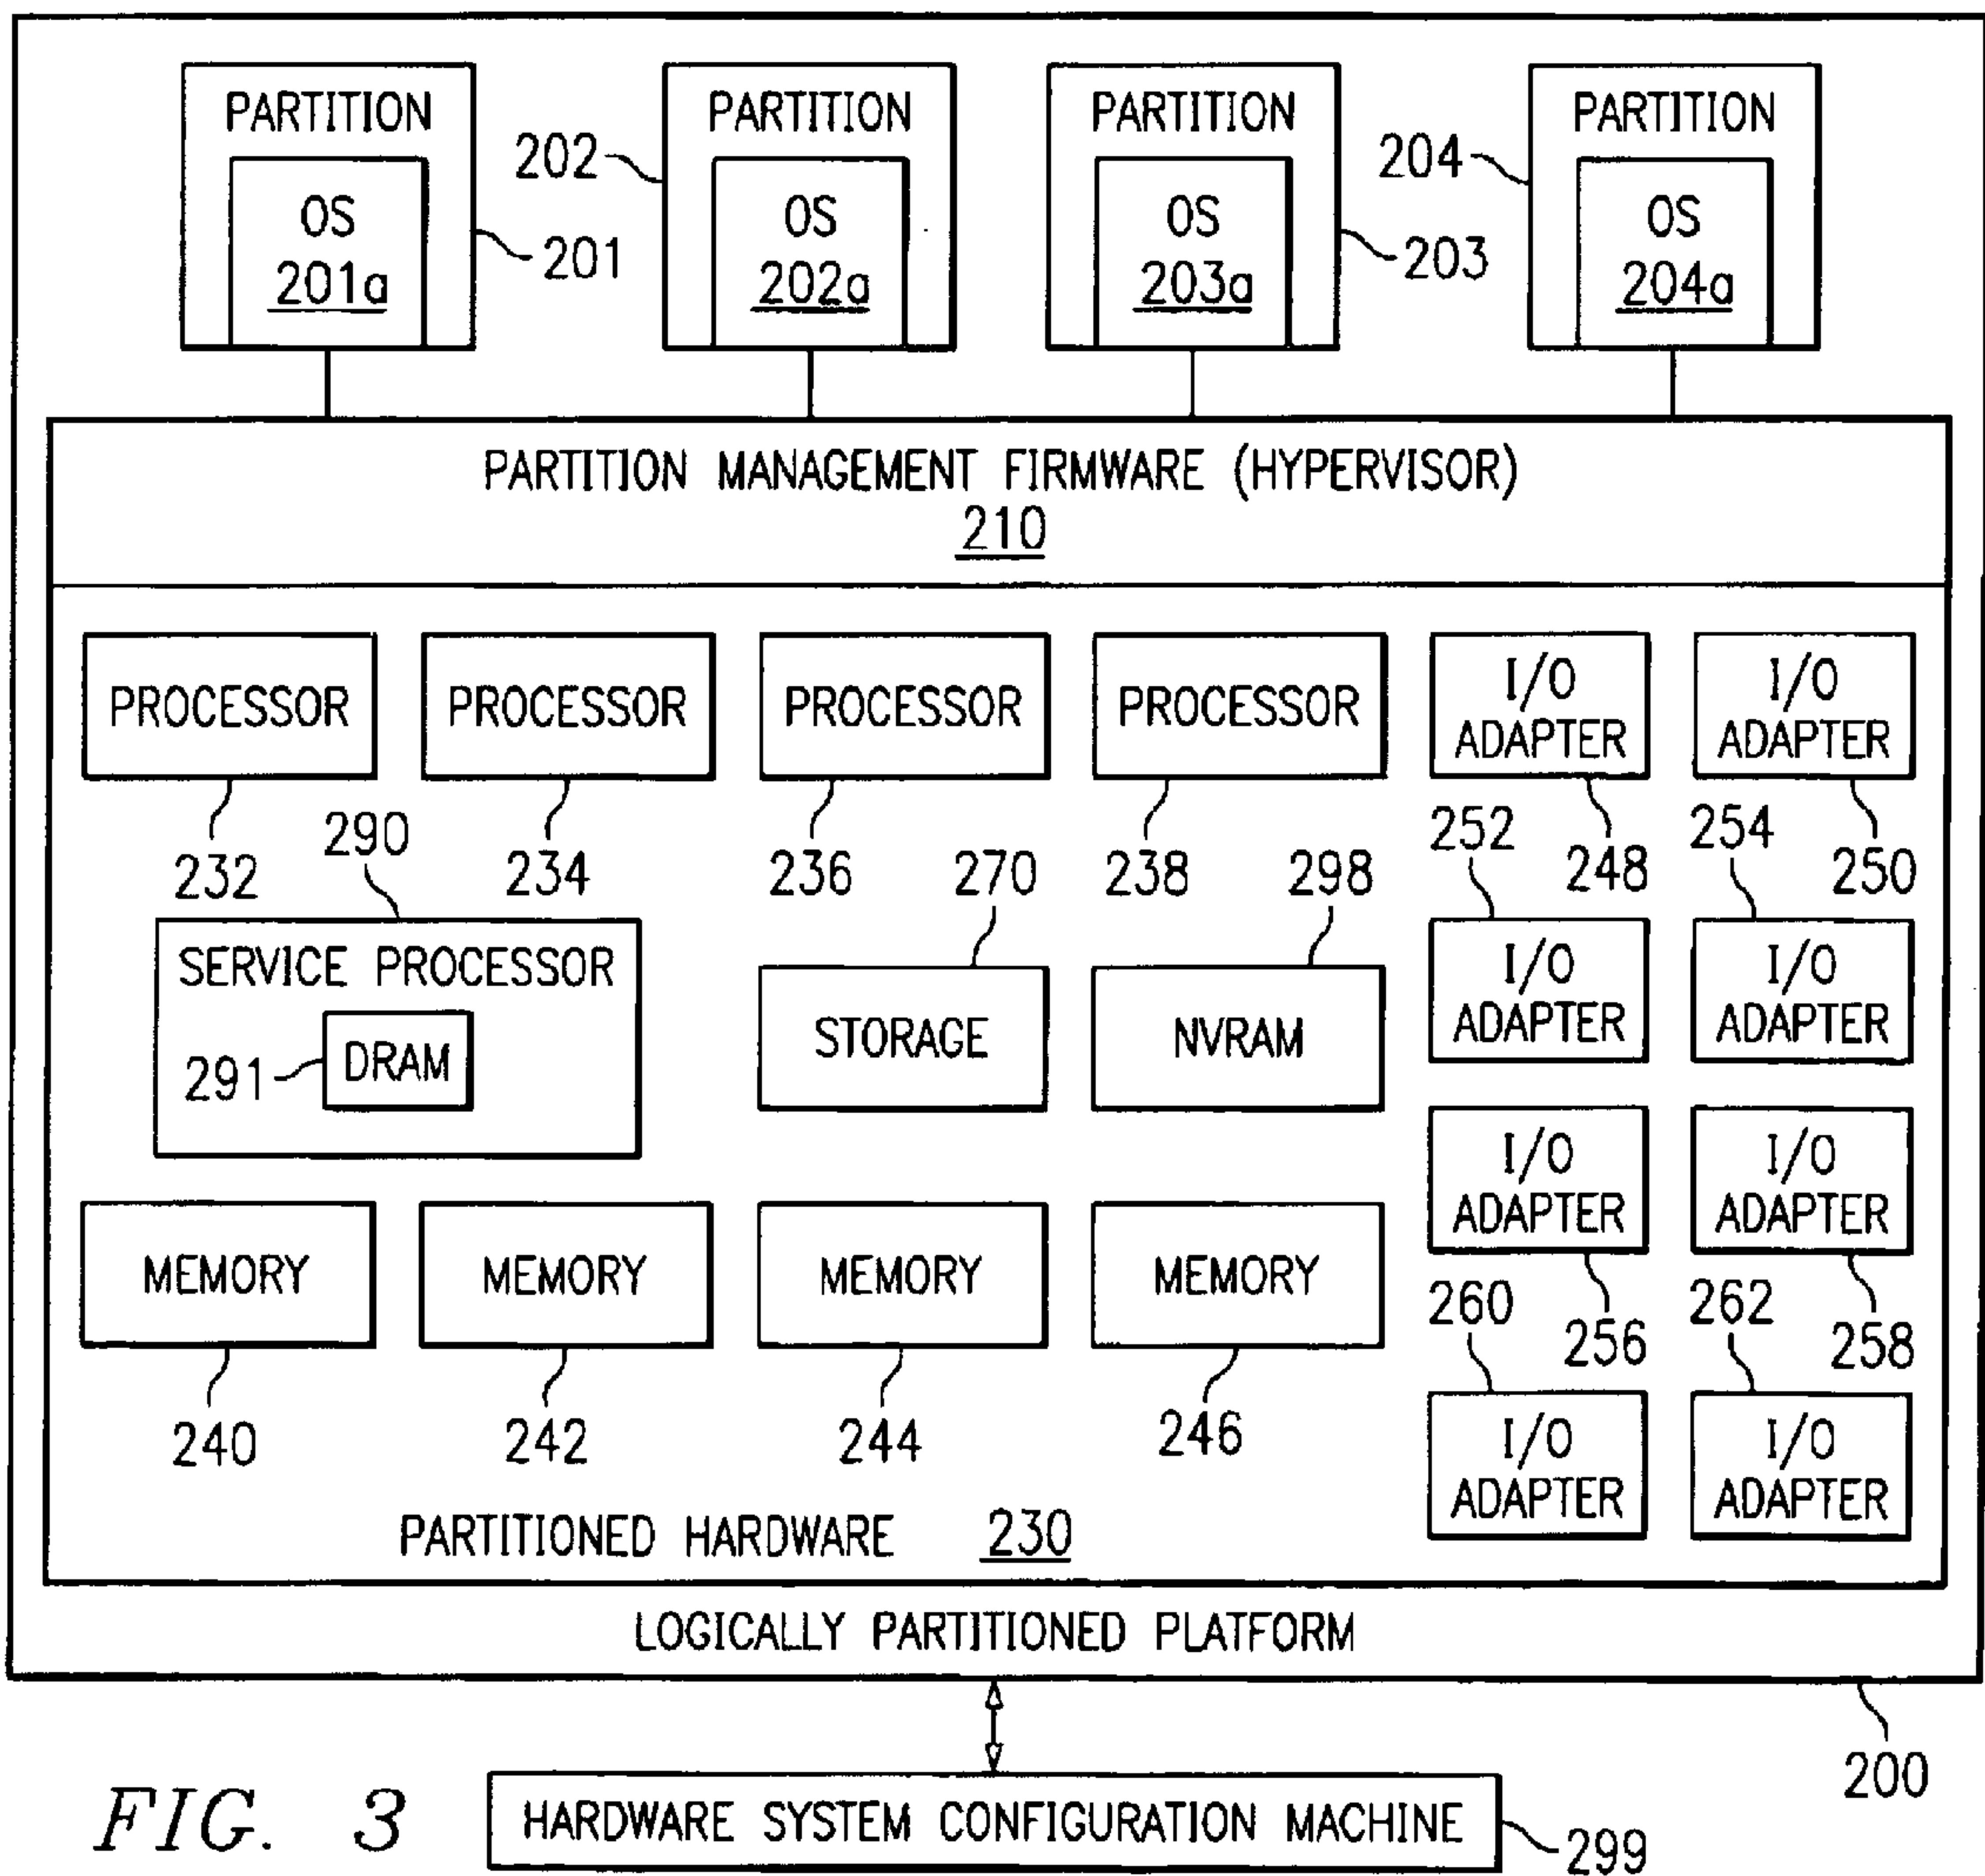 PARTITION PARTITION PARTITION PARTITION
202 204
OS OS OS OS
201a 201 202a 203a 203 204a
PARTITION MANAGEMENT FIRMWARE (HYPERVISOR)
210
PROCESSOR PROCESSOR PROCESSOR PROCESSOR
I/O ADAPTER I/O ADAPTER
290 252 254
232 234 236 270 238 298 248 250
SERVICE PROCESSOR
STORAGE NVRAM
I/O ADAPTER I/O ADAPTER
291 DRAM
I/O ADAPTER I/O ADAPTER
MEMORY MEMORY MEMORY MEMORY
260 256 262 258
240 242 244 246
I/O ADAPTER I/O ADAPTER
PARTITIONED HARDWARE 230
LOGICALLY PARTITIONED PLATFORM
200
FIG. 3
HARDWARE SYSTEM CONFIGURATION MACHINE 299